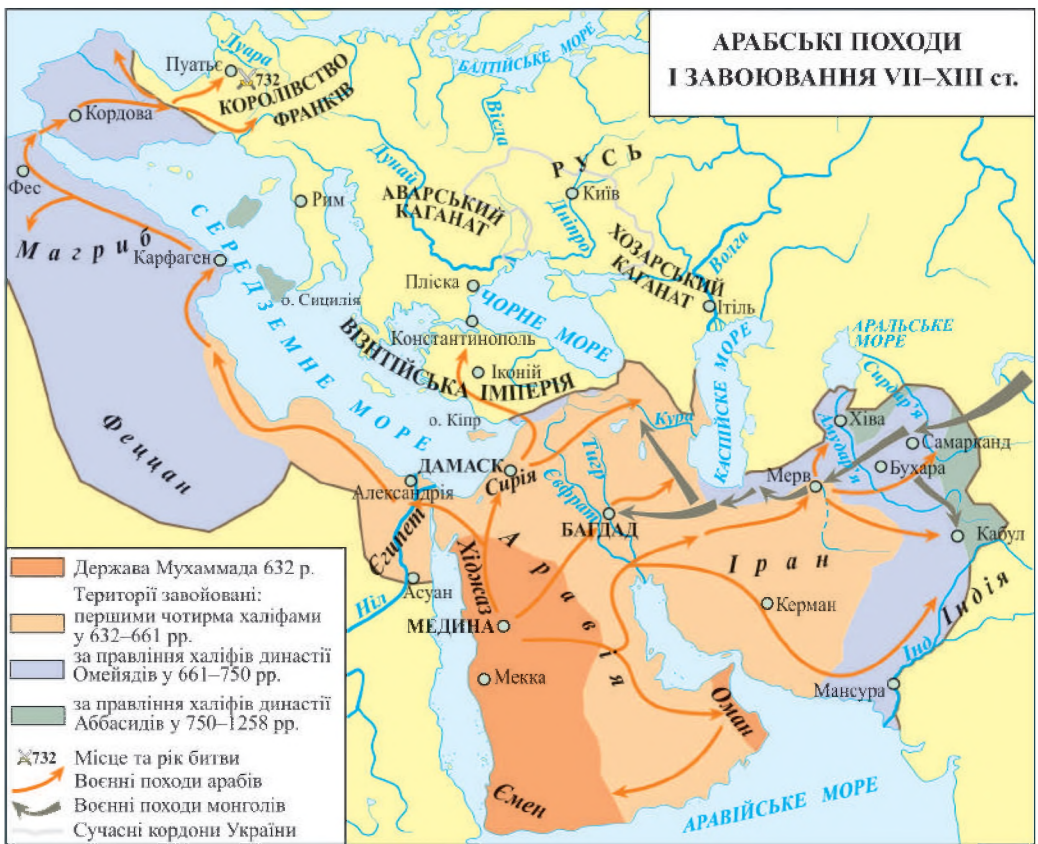 АРАБСЬКІ ПОХОДИ
І ЗАВОЮВАННЯ VII–XIII ст.
Луара
Пуатьє
732
КОРОЛІВСТВО
ФРАНКІВ
БАЛТІЙСЬКЕ МОРЕ
Вісла
Кордова
Фес
Магриб
Карфаген
Рим
СЕРЕДЗЕМНЕ МОРЕ
о. Сицилія
Дунай
АВАРСЬКИЙ
КАГАНАТ
РУСЬ
Київ
Дніпро
ХОЗАРСЬКИЙ
КАГАНАТ
Волга
Ітіль
Пліска
ЧОРНЕ МОРЕ
Константинополь
ВІЗНТІЙСЬКА ІМПЕРІЯ
Іконій
о. Кіпр
КАСПІЙСЬКЕ МОРЕ
АРАЛЬСЬКЕ
МОРЕ
Сирдар'я
Амудар'я
Хіва
Самарканд
Бухара
Мерв
Кабул
Кура
Тигр
Євфрат
ДАМАСК
Сирія
БАГДАД
Феццан
Александрія
Єгипет
Ніл
Асуан
Хіджаз
Аравія
МЕДИНА
Мекка
Ємен
Оман
Іран
Керман
Індія
Інд
Мансура
АРАВІЙСЬКЕ МОРЕ
Держава Мухаммада 632 р.
Території завойовані:
першими чотирма халіфами
у 632–661 рр.
за правління халіфів династії
Омейядів у 661–750 рр.
за правління халіфів династії
Аббасидів у 750–1258 рр.
732 Місце та рік битви
Воєнні походи арабів
Воєнні походи монголів
Сучасні кордони України